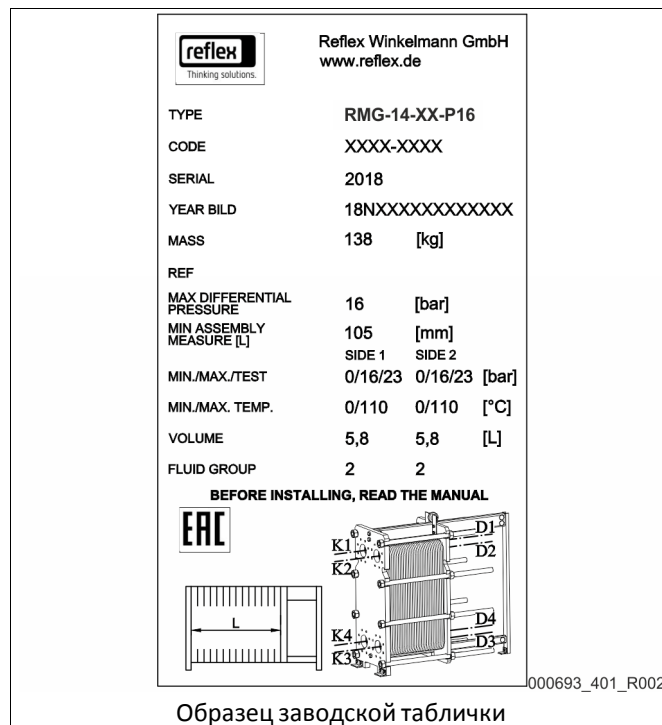 reflex
Thinking solutions.
Reflex Winkelmann GmbH
www.reflex.de
TYPE RMG-14-XX-P16
CODE XXXX-XXXX
SERIAL 2018
YEAR BILD 18NXXXXXXXXXXXX
MASS 138 [kg]
REF
MAX DIFFERENTIAL
PRESSURE 16 [bar]
MIN ASSEMBLY
MEASURE [L] 105 [mm]
SIDE 1 SIDE 2
MIN./MAX./TEST 0/16/23 0/16/23 [bar]
MIN./MAX. TEMP. 0/110 0/110 [°C]
VOLUME 5,8 5,8 [L]
FLUID GROUP 2 2
BEFORE INSTALLING, READ THE MANUAL
EAC
L
K1
K2
K4
K3
D1
D2
D4
D3
000693_401_R002
Образец заводской таблички